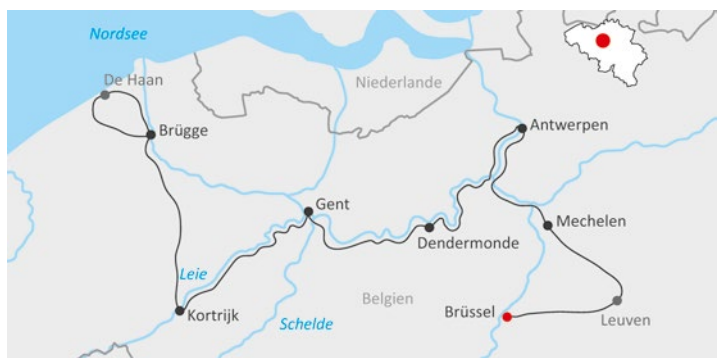 Nordsee
De Haan
Niederlande
Brügge
Antwerpen
Gent
Mechelen
Dendermonde
Leie
Belgien
Kortrijk
Schelde
Brüssel
Leuven